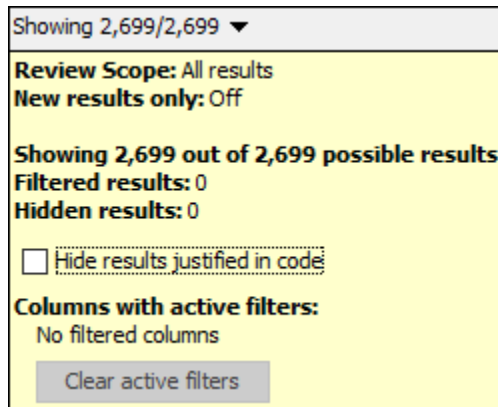 Showing 2,699/2,699
Review Scope: All results
New results only: Off
Showing 2,699 out of 2,699 possible results
Filtered results: 0
Hidden results: 0
Hide results justified in code
Columns with active filters:
No filtered columns
Clear active filters